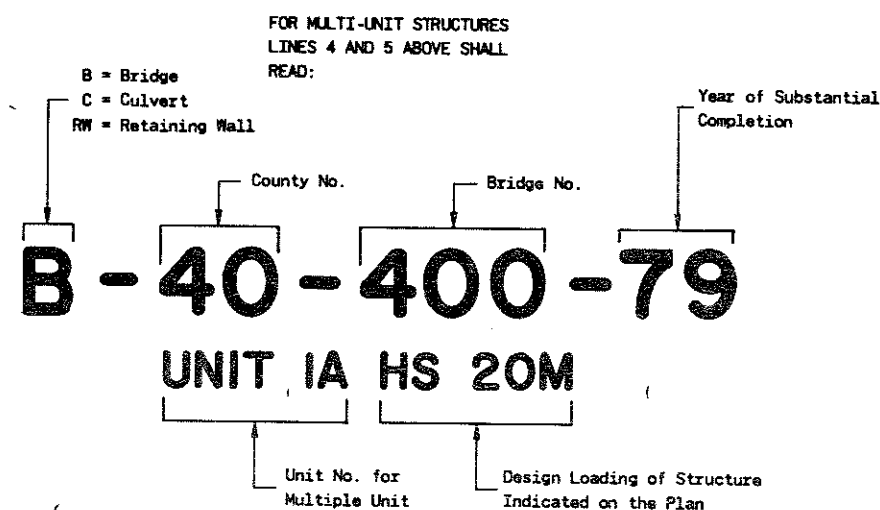 FOR MULTI-UNIT STRUCTURES
LINES 4 AND 5 ABOVE SHALL
READ:
B = Bridge
C = Culvert
RW = Retaining Wall
Year of Substantial
Completion
County No.
Bridge No.
B-40-400-79
UNIT 1A HS 20M
Unit No. for
Multiple Unit
Design Loading of Structure
Indicated on the Plan